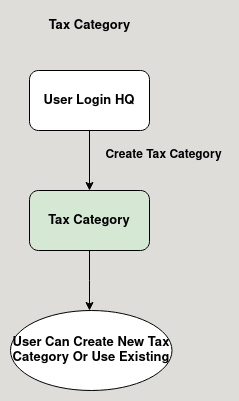 Tax Category
User Login HQ
Create Tax Category
Tax Category
User Can Create New Tax
Category Or Use Existing